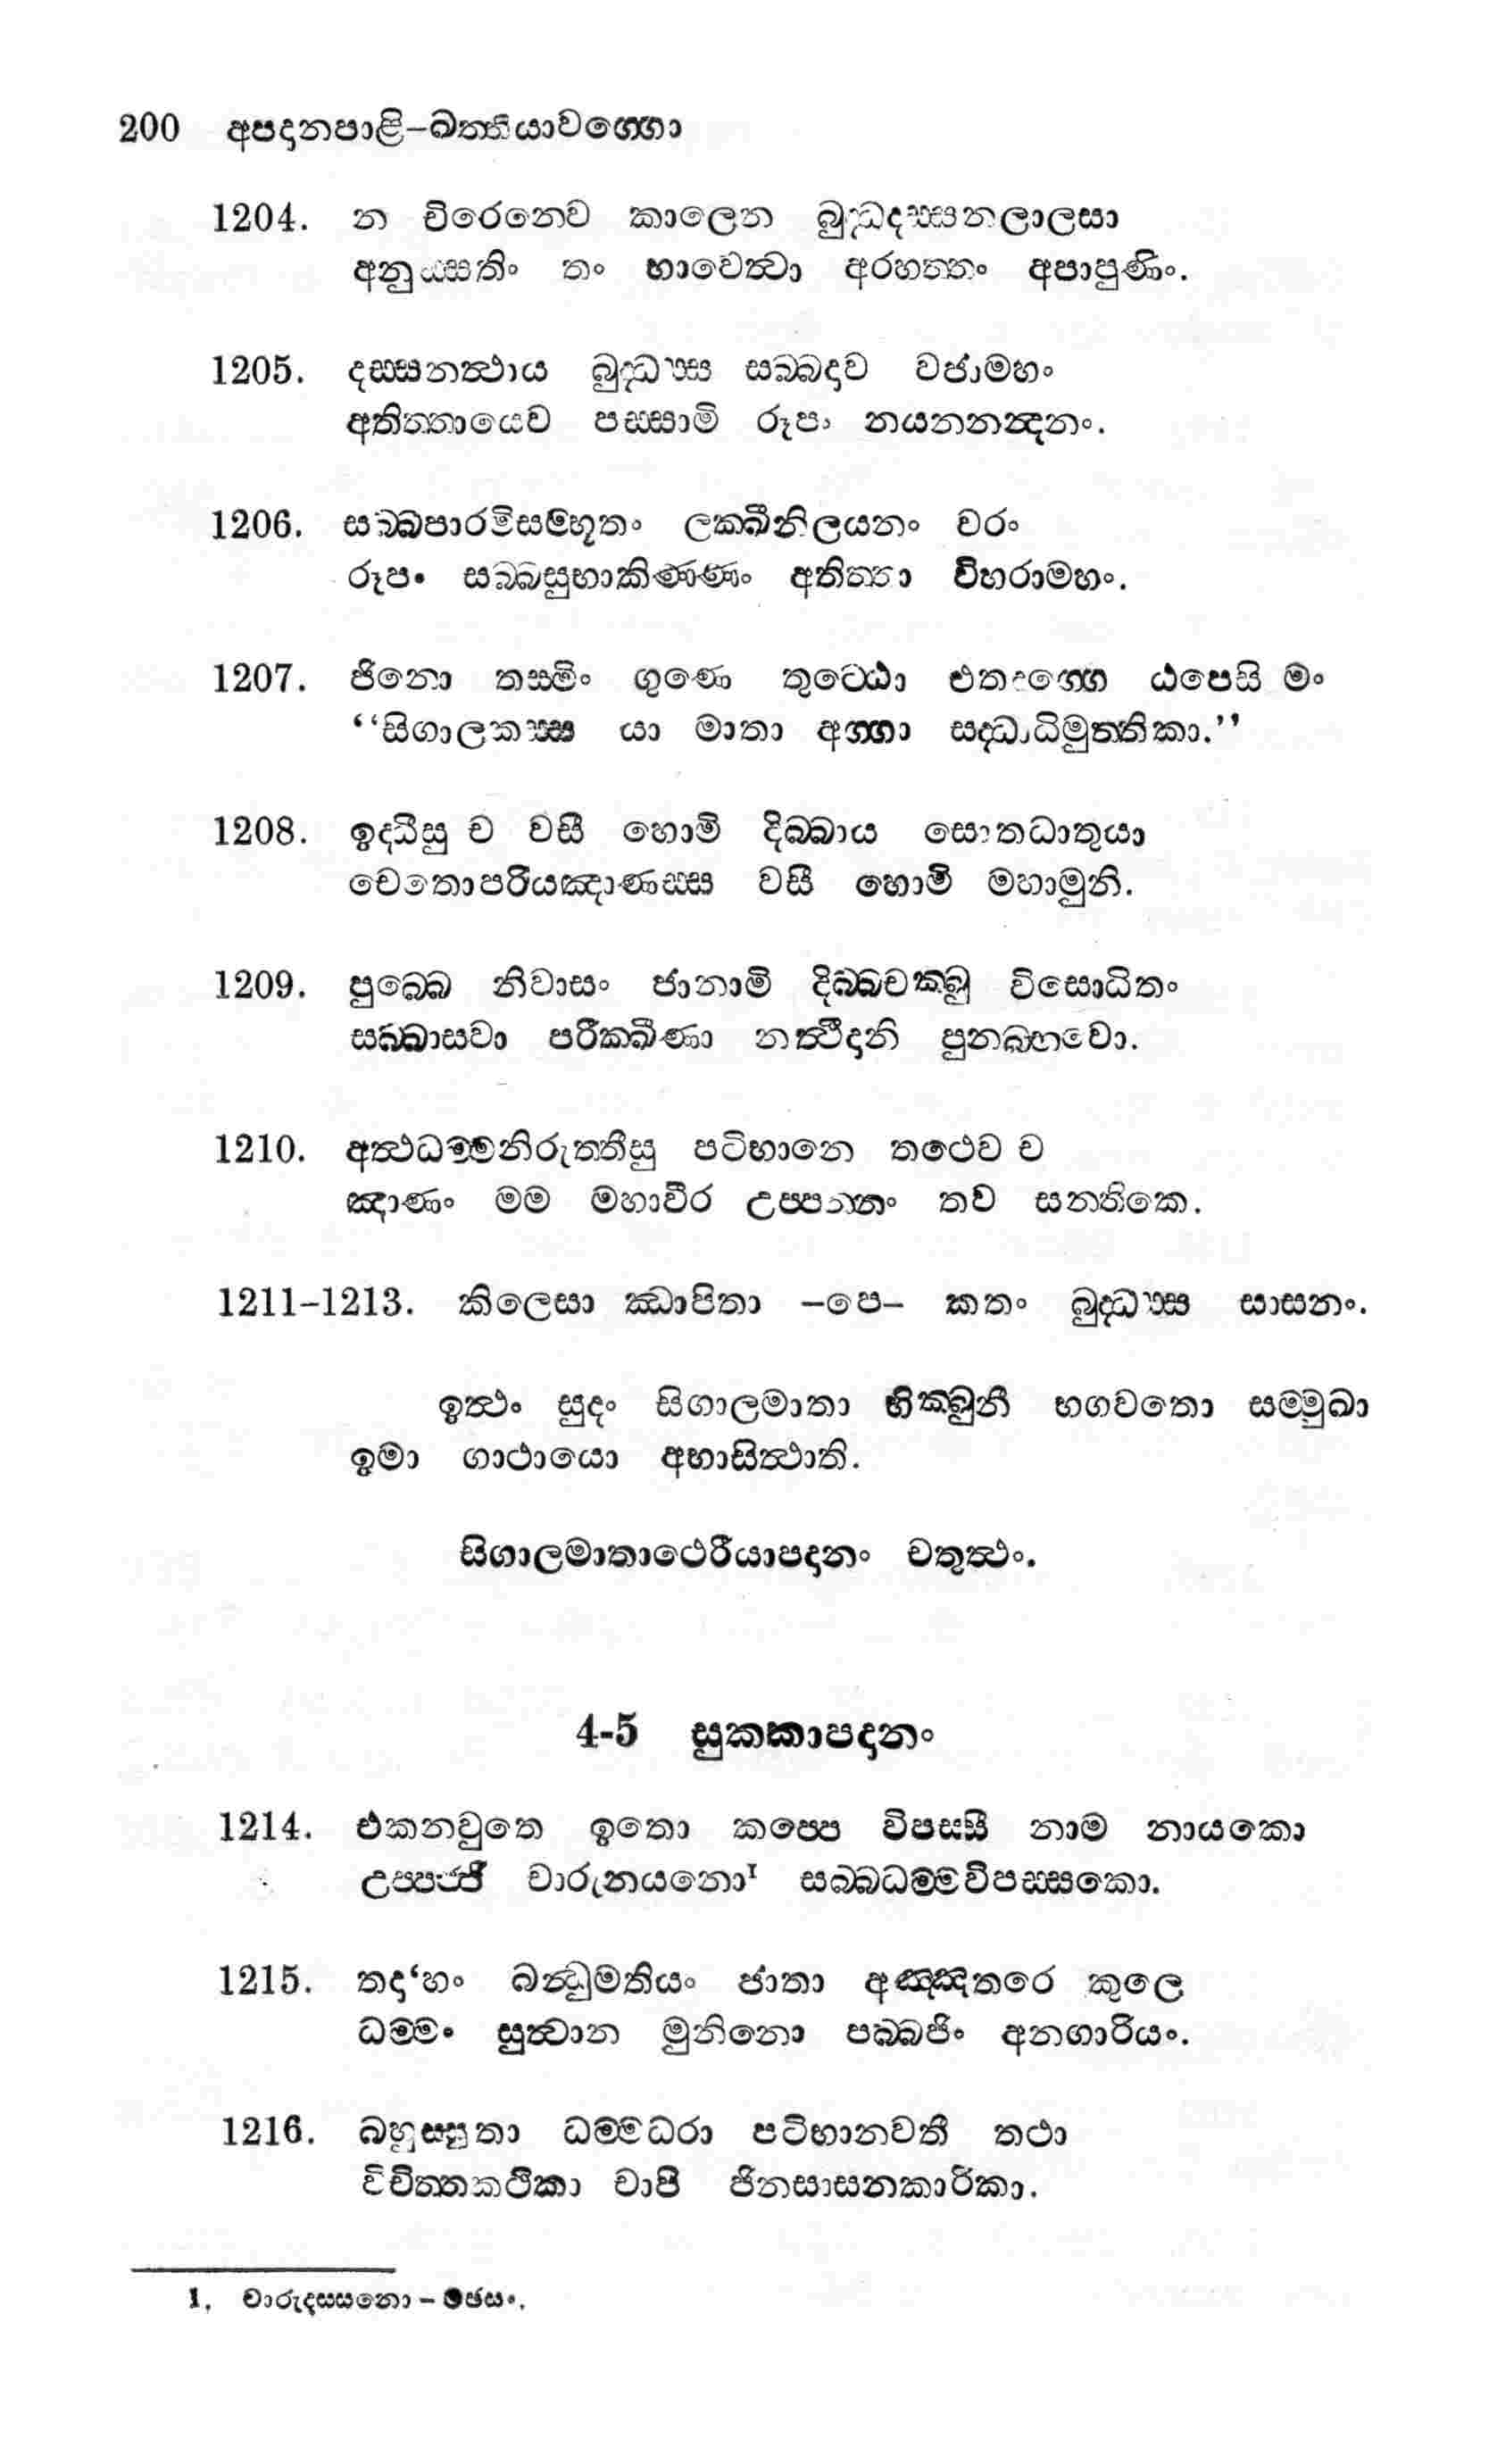 200 අපදානපාළි-ඛත්තියාවග්ගො
1204. න චිරෙනෙව කාලෙන බුද්ධදස්සනලාලසා
අනුස්සතිං තං භාවෙත්වා අරහත්තං අපාපුණිං.
1205. දස්සනත්ථාය බුද්ධස්ස සබ්බදාව වජාමහං
අතිත්තායෙව පස්සාමි රූපං නයනනන්දනං.
1206. සබ්බපාරමිසම්භූතං ලක්ඛීනිලයනං වරං
රූපං සබ්බසුභාකිණ්ණං අතිත්තා විහරාමහං.
1207. ජිනො තස්මිං ගුණෙ තුට්ඨො එතදග්ගෙ ඨපෙසි මං
‘‘සිගාලකස්ස යා මාතා අග්ගා සද්ධාධිමුත්තිකා.’’
1208. ඉද්ධීසු ච වසී හොමි දිබ්බාය සොතධාතුයා
චෙතොපරියඤාණස්ස වසී හොමි මහාමුනි.
1209. පුබ්බෙ නිවාසං ජානාමි දිබ්බචක්ඛු විසොධිතං
සබ්බාසවා පරික්ඛීණා නත්ථිදානි පුනබ්භවො.
1210. අත්ථධම්මනිරුත්තීසු පටිභානෙ තථෙව ච
ඤාණං මම මහාවීර උප්පන්නං තව සන්තිකෙ.
1211-1213. කිලෙසා ඣාපිතා –පෙ– කතං බුද්ධස්ස සාසනං.
ඉත්ථං සුදං සිගාලමාතා භික්ඛුනී භගවතො සම්මුඛා
ඉමා ගාථායො අභාසිත්ථාති.
සිගාලමාතාථෙරියාපදානං චතුත්ථං.
4-5 සුක්කාපදානං
1214. එකනවුතෙ ඉතො කප්පෙ විපස්සී නාම නායකො
උප්පජ්ජි චාරුනයනො¹ සබ්බධම්මවිපස්සකො.
1215. තදා‘හං බන්ධුමතියං ජාතා අඤ්ඤතරෙ කුලෙ
ධම්මං සුත්වාන මුනිනො පබ්බජිං අනගාරියං.
1216. බහුස්සුතා ධම්මධරා පටිභානවතී තථා
විචිත්තකථිකා චාපි ජිනසාසනකාරිකා.
1. චාරුදස්සනො – මඡසං.